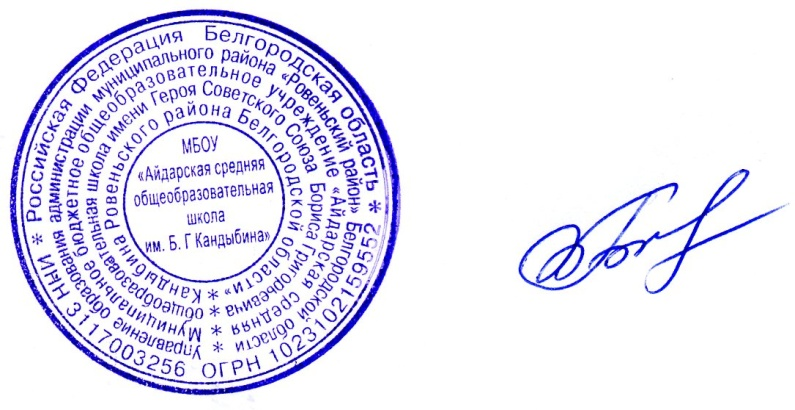 * Российская Федерация Белгородская область *
ИНН 3117003256 ОГРН 1023102159552
Управление образования администрации муниципального района «Ровеньский район» Белгородской области *
Муниципальное бюджетное общеобразовательное учреждение «Айдарская средняя *
общеобразовательная школа имени Героя Советского Союза Бориса Григорьевича *
Кандыбина Ровеньского района Белгородской области» *
МБОУ
«Айдарская средняя
общеобразовательная
школа
им. Б. Г Кандыбина»